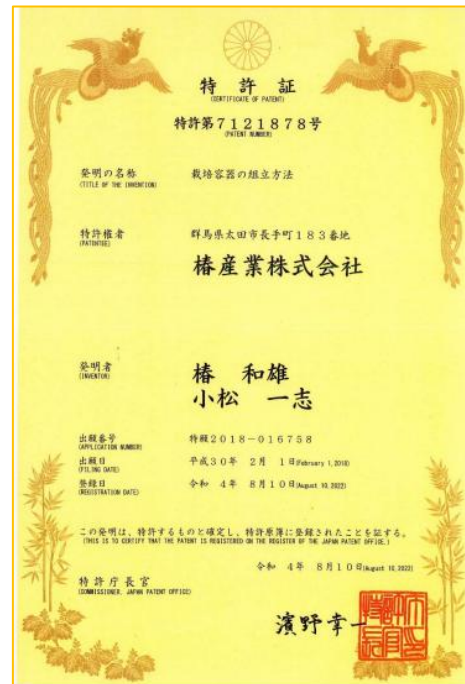 特許証
(CERTIFICATE OF PATENT)
特許第7121878号
(PATENT NUMBER)
発明の名称 栽培容器の組立方法
(TITLE OF THE INVENTION)
特許権者 群馬県太田市長手町183番地
(PATENTEE)
椿産業株式会社
発明者 椿 和雄
(INVENTOR)
小松 一志
出願番号 特願2018-016758
(APPLICATION NUMBER)
出願日 平成30年 2月 1日(February 1,2018)
(FILING DATE)
登録日 令和 4年 8月10日(August 10,2022)
(REGISTRATION DATE)
この発明は、特許するものと確定し、特許原簿に登録されたことを証する。
(THIS IS TO CERTIFY THAT THE PATENT IS REGISTERED ON THE REGISTER OF THE JAPAN PATENT OFFICE.)
令和 4年 8月10日(August 10,2022)
特許庁長官
(COMMISSIONER, JAPAN PATENT OFFICE)
濱野幸一